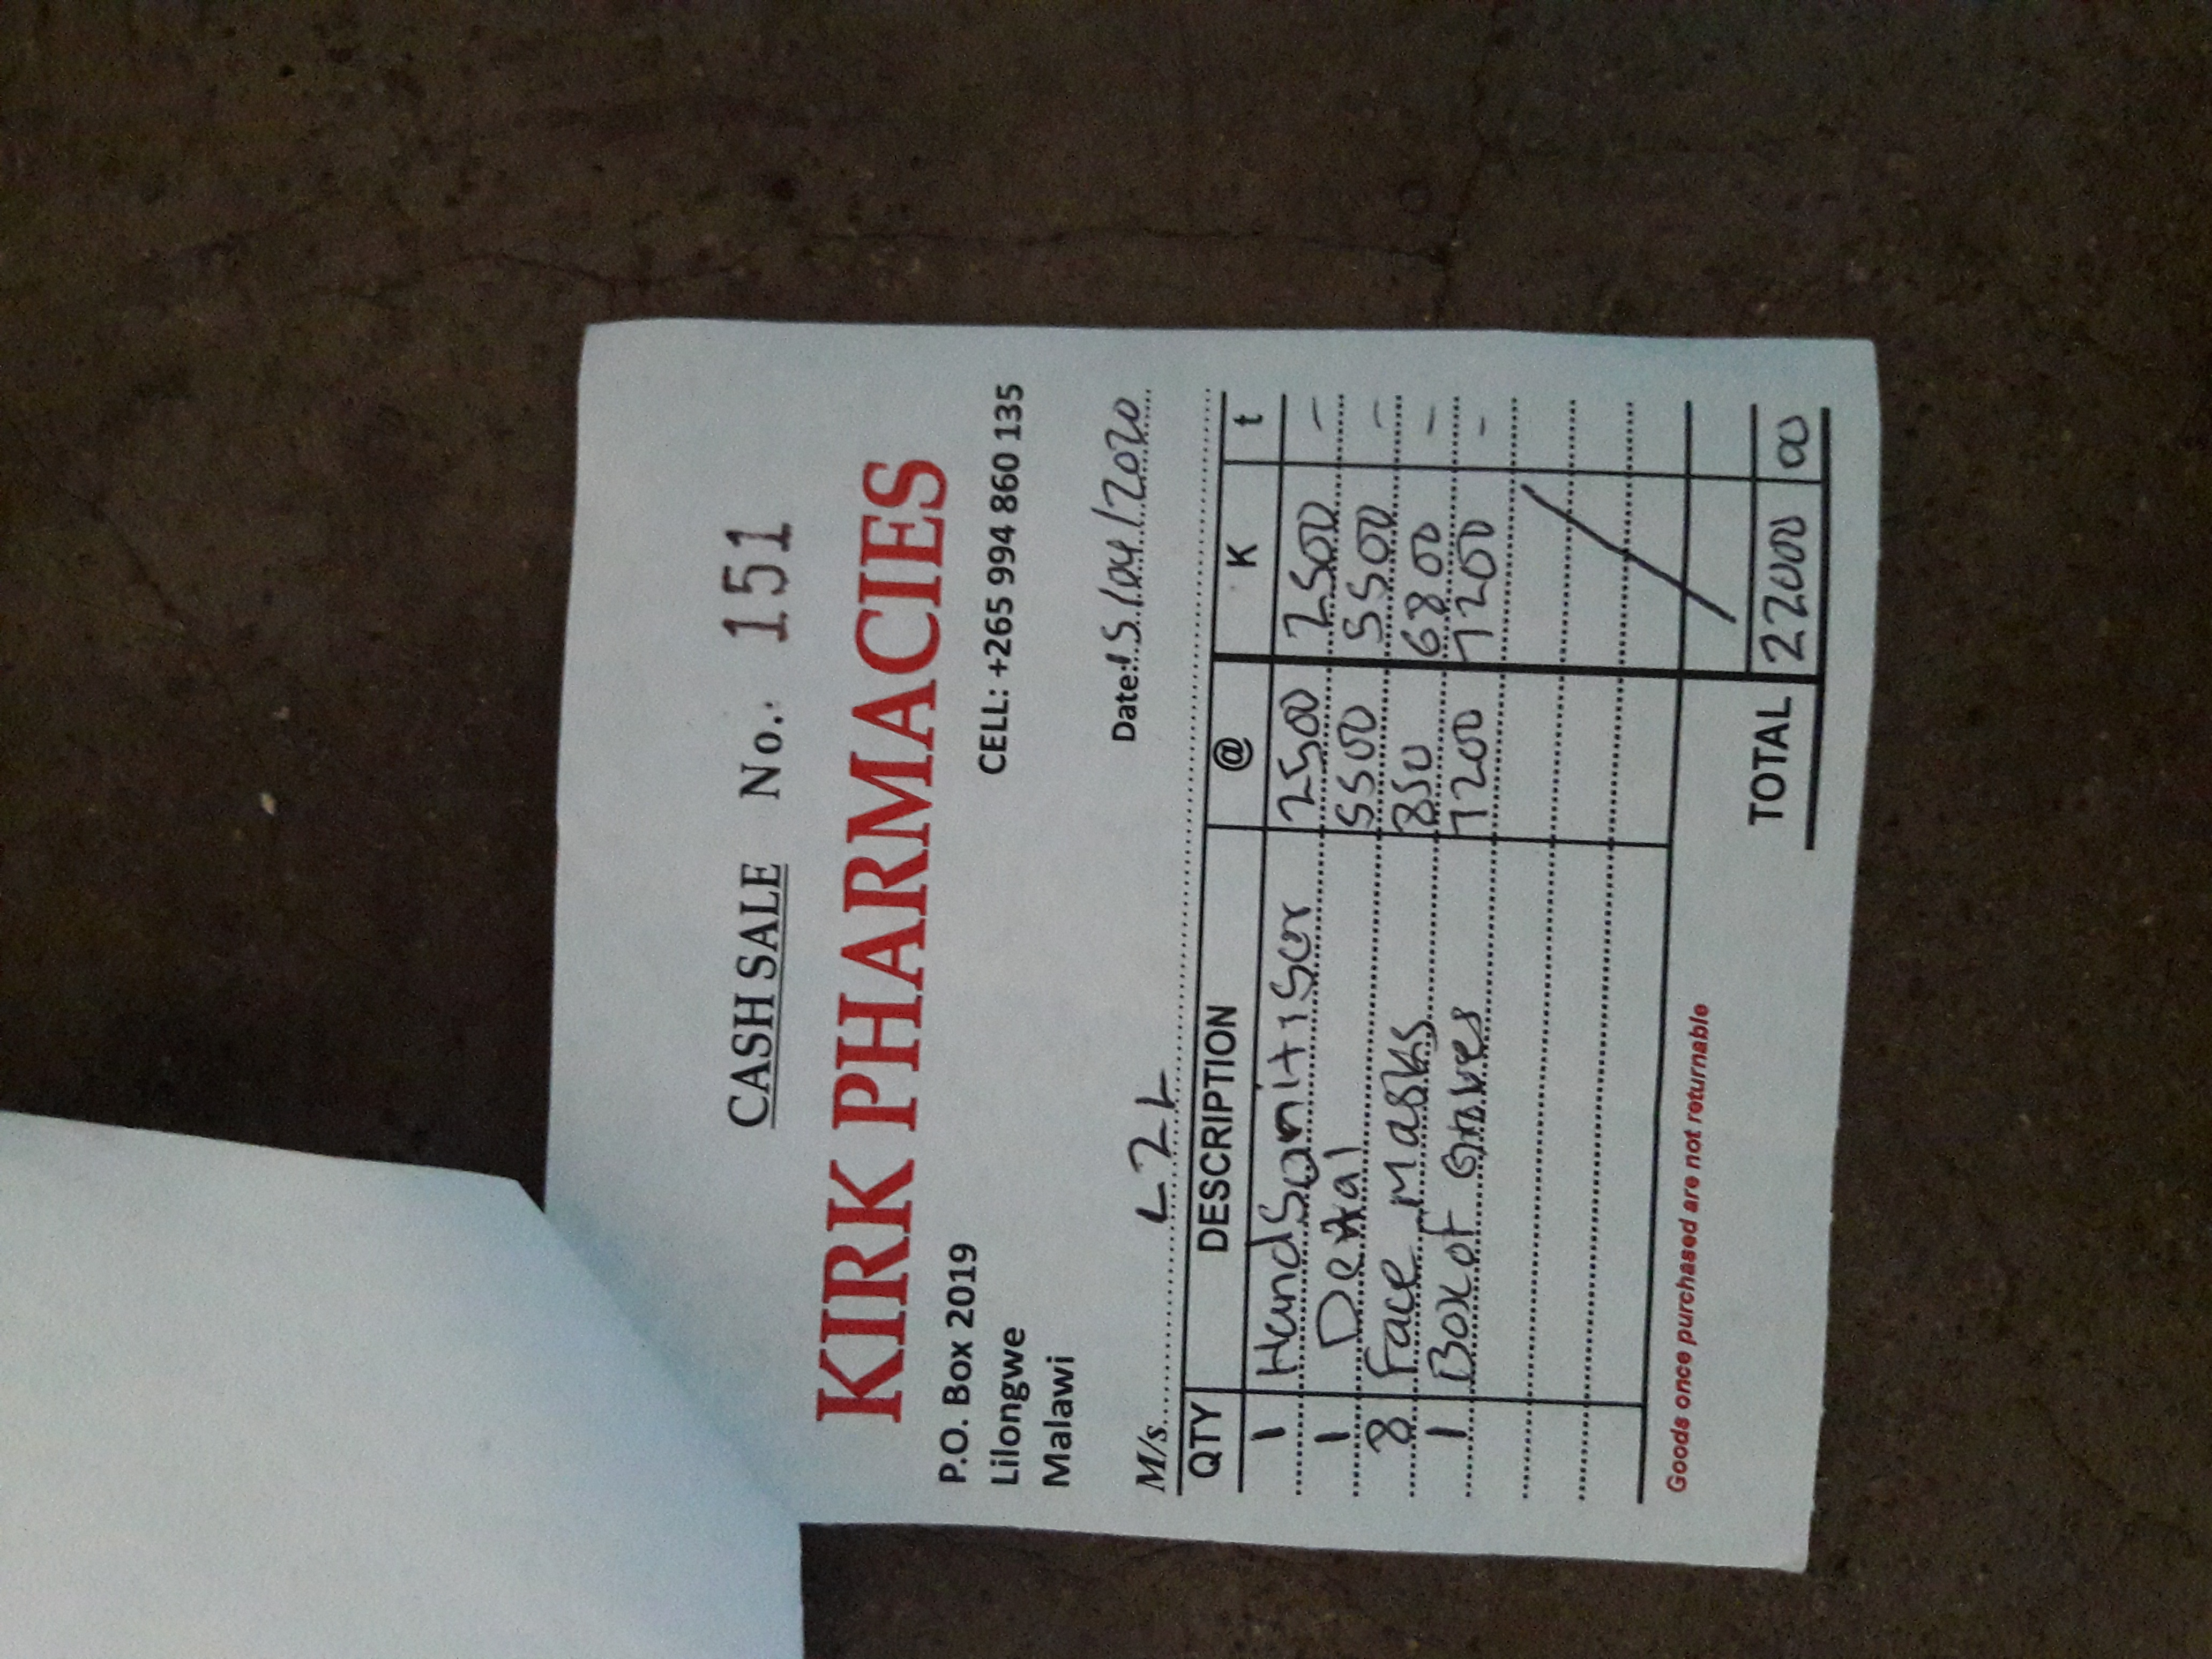 CASH SALE No.: 151
KIRK PHARMACIES
P.O. Box 2019 CELL: +265 994 860 135
Lilongwe
Malawi
Date: 15/04/2020
M/s. L2L
QTY DESCRIPTION @ K t
1 Hand Sanitiser 2500 2500 -
1 Dettal 5500 5500 -
8 Face Masks 850 6800 -
1 Box of Gloves 7200 7200 -
Goods once purchased are not returnable
TOTAL 22000 00